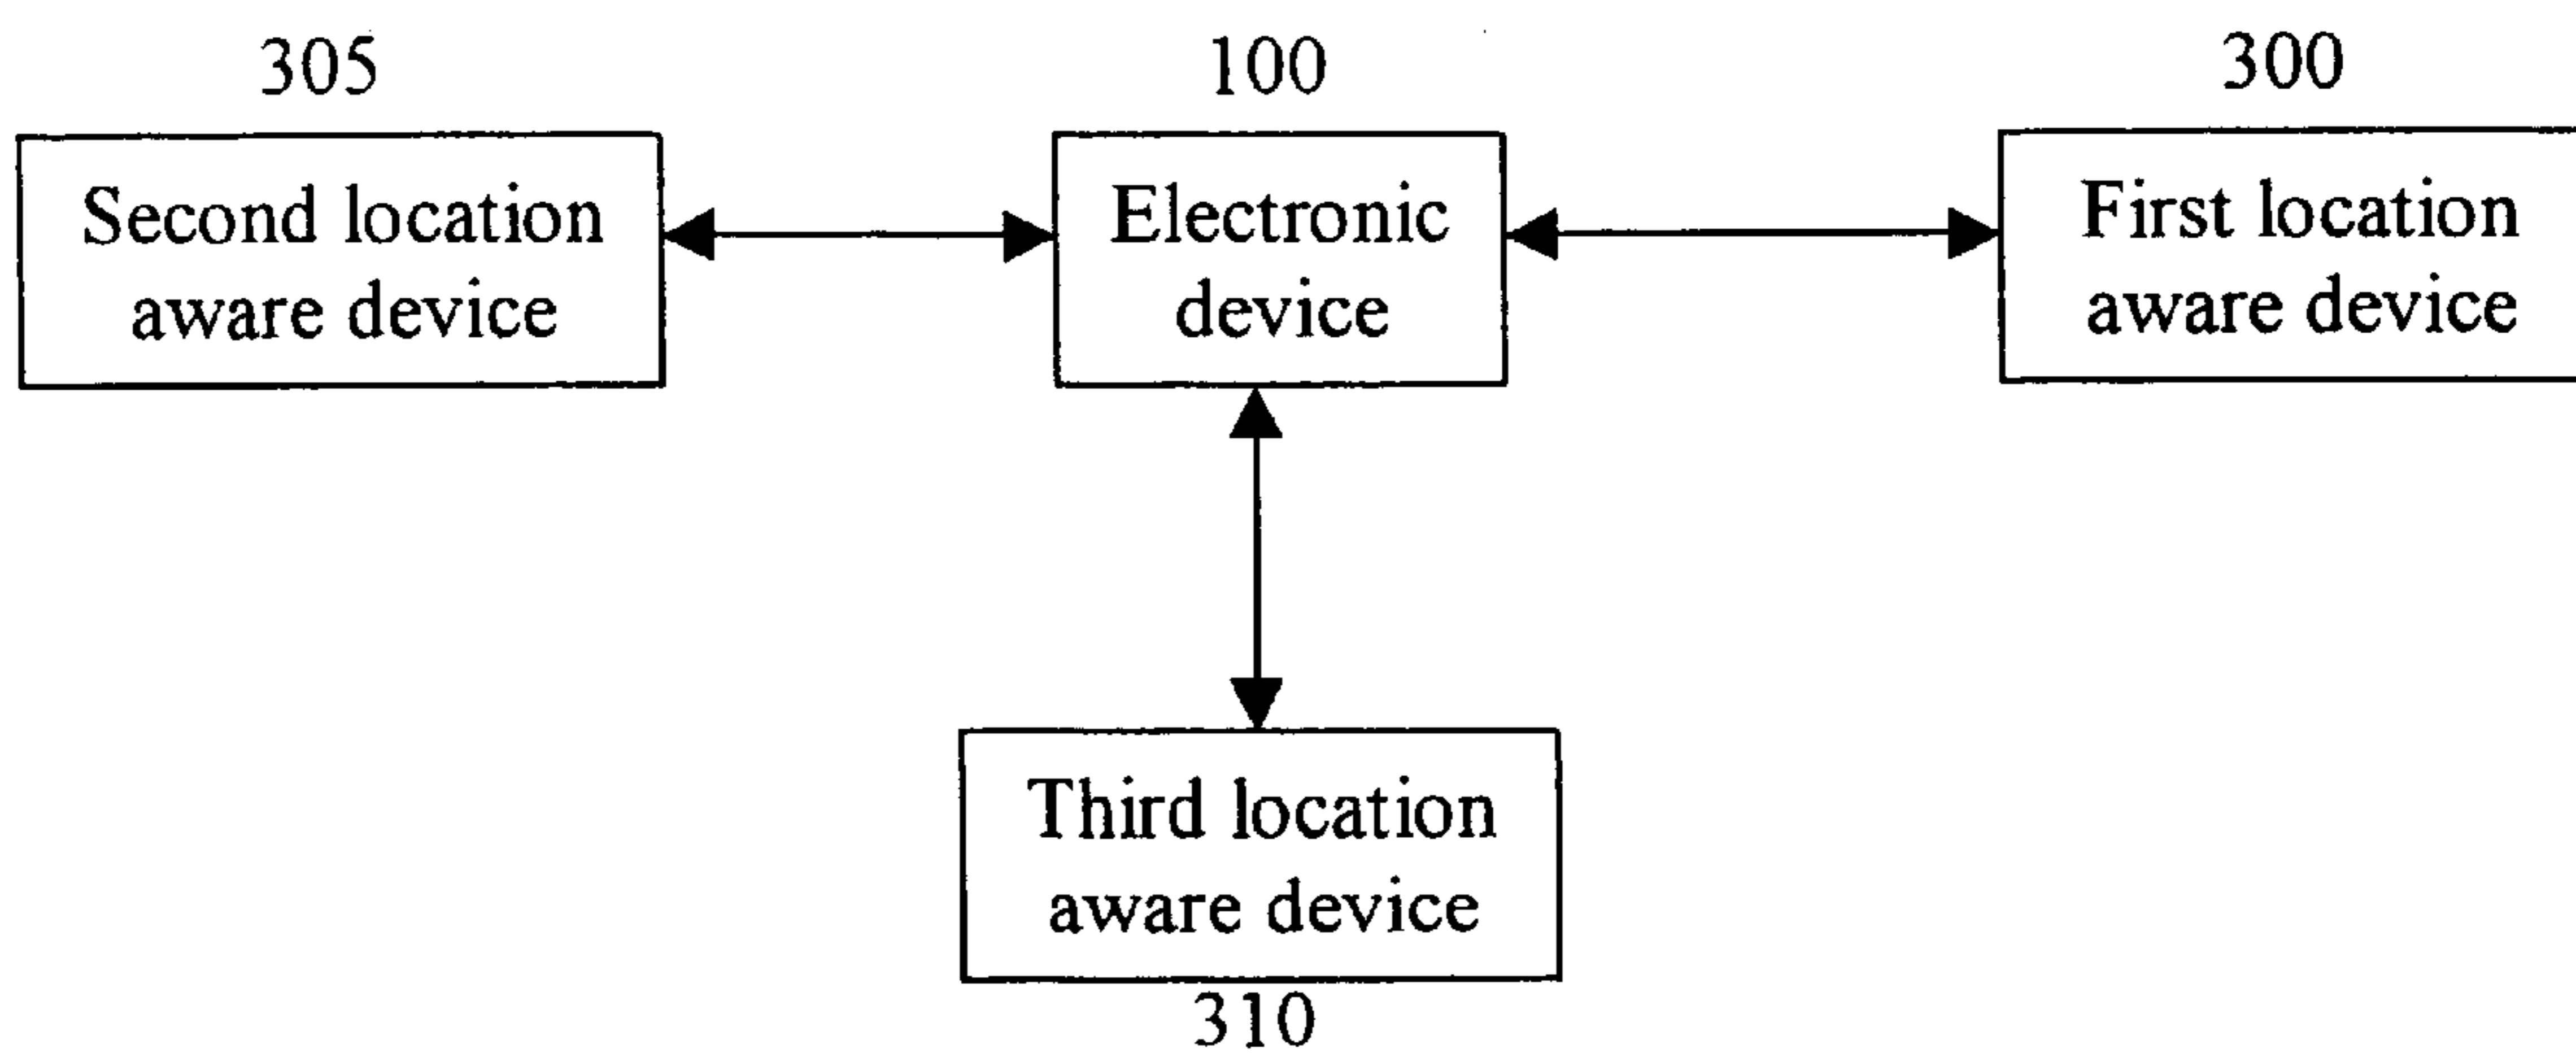 305
Second location
aware device
100
Electronic
device
300
First location
aware device
Third location
aware device
310